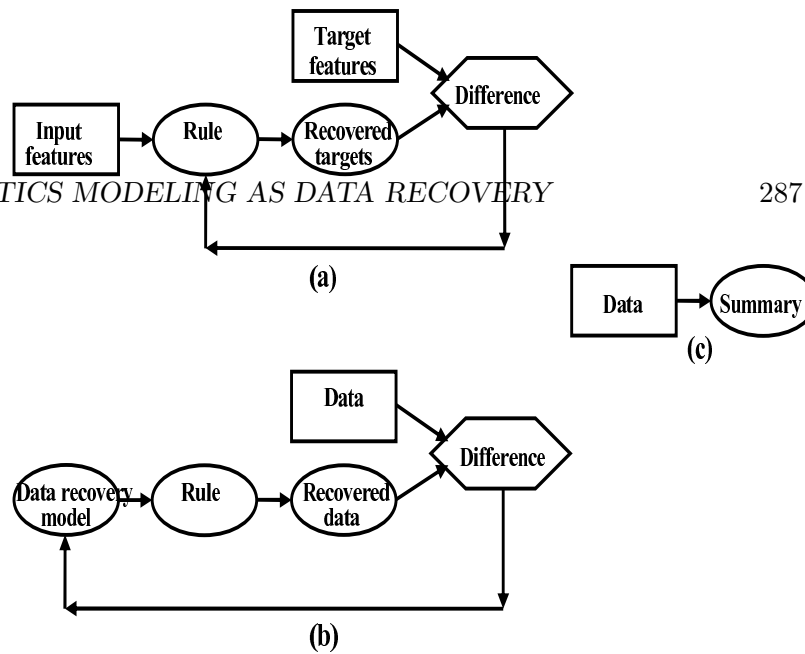 Target
features
Difference
Input
features
Rule
Recovered
targets
TICS MODELING AS DATA RECOVERY 287
(a)
Data
Summary
(c)
Data
Difference
Data recovery
model
Rule
Recovered
data
(b)